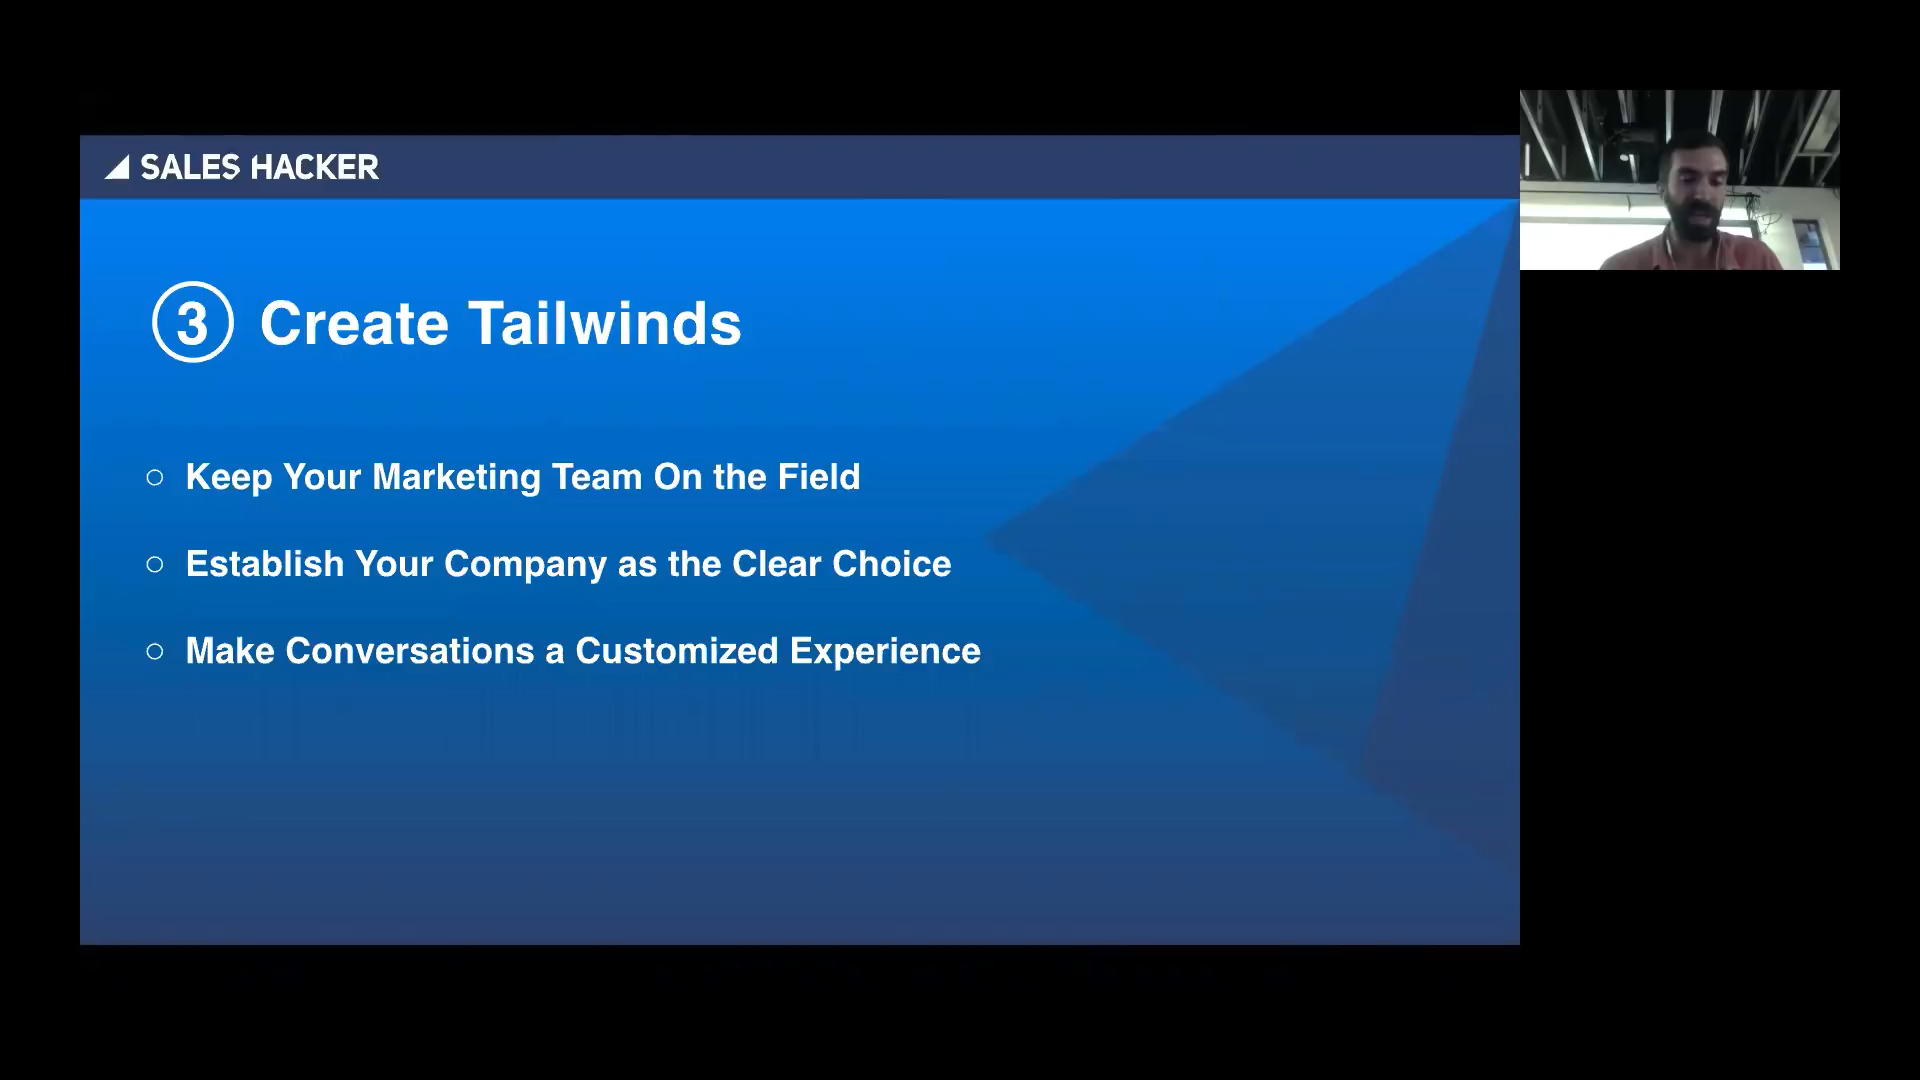 SALES HACKER
3 Create Tailwinds
Keep Your Marketing Team On the Field
Establish Your Company as the Clear Choice
Make Conversations a Customized Experience